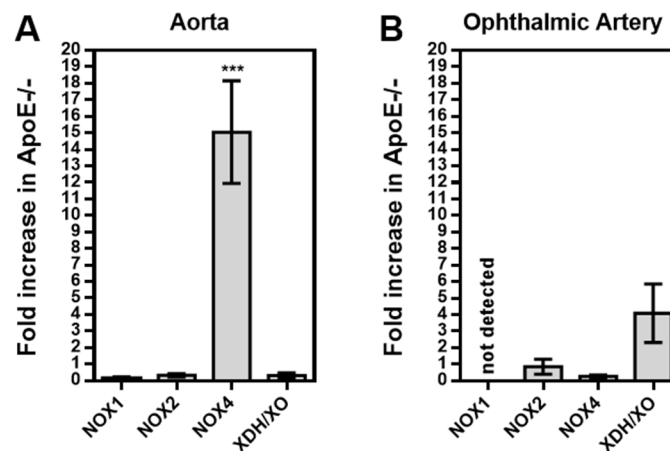 A
Aorta
Fold increase in ApoE-/-
20
19
18
17
16
15
14
13
12
11
10
9
8
7
6
5
4
3
2
1
0
***
NOX1
NOX2
NOX4
XDH/XO
B
Ophthalmic Artery
Fold increase in ApoE-/-
20
19
18
17
16
15
14
13
12
11
10
9
8
7
6
5
4
3
2
1
0
not detected
NOX1
NOX2
NOX4
XDH/XO